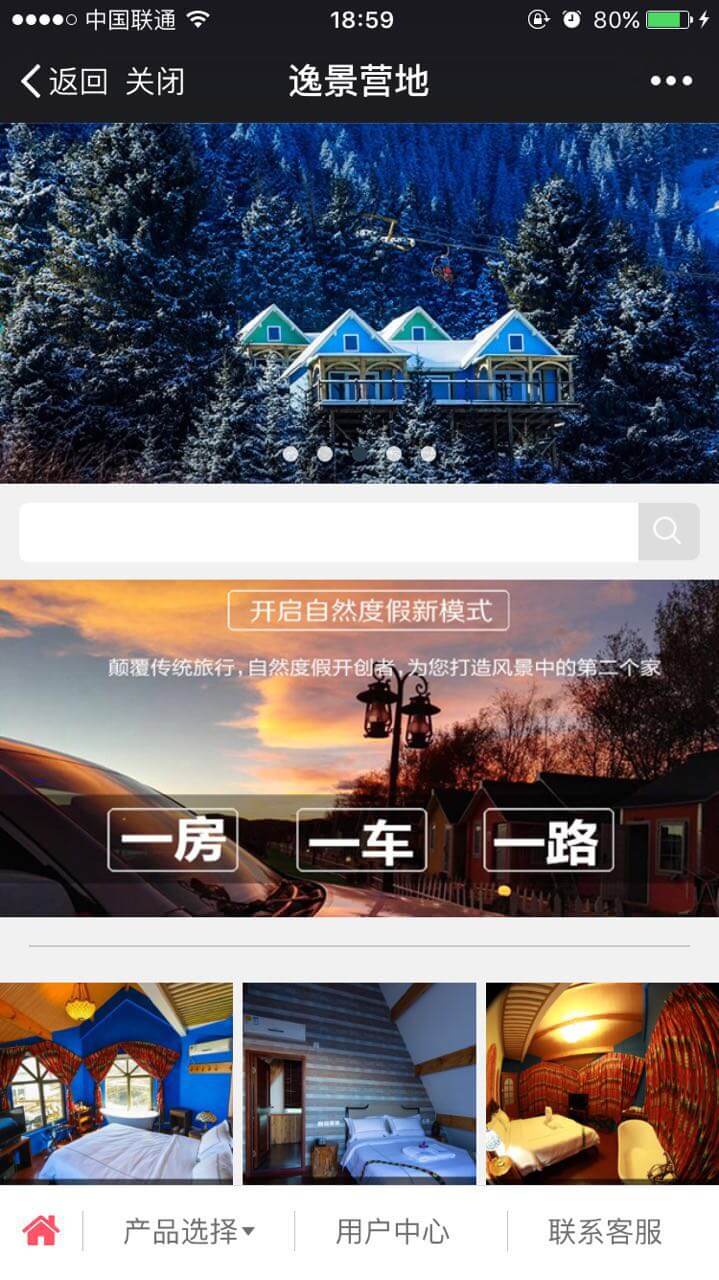 中国联通 18:59 80%
返回 关闭 逸景营地
开启自然度假新模式
颠覆传统旅行,自然度假开创者,为您打造风景中的第二个家
一房 一车 一路
产品选择 用户中心 联系客服